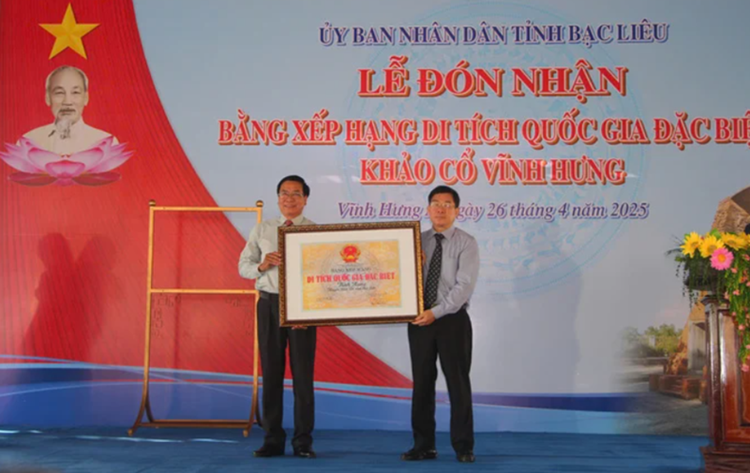 ỦY BAN NHÂN DÂN TỈNH BẠC LIÊU
LỄ ĐÓN NHẬN
BẰNG XẾP HẠNG DI TÍCH QUỐC GIA ĐẶC BIỆ
KHẢO CỔ VĨNH HƯNG
Vĩnh Hưng ngày 26 tháng 4 năm 2025
DI TÍCH QUỐC GIA ĐẶC BIỆT